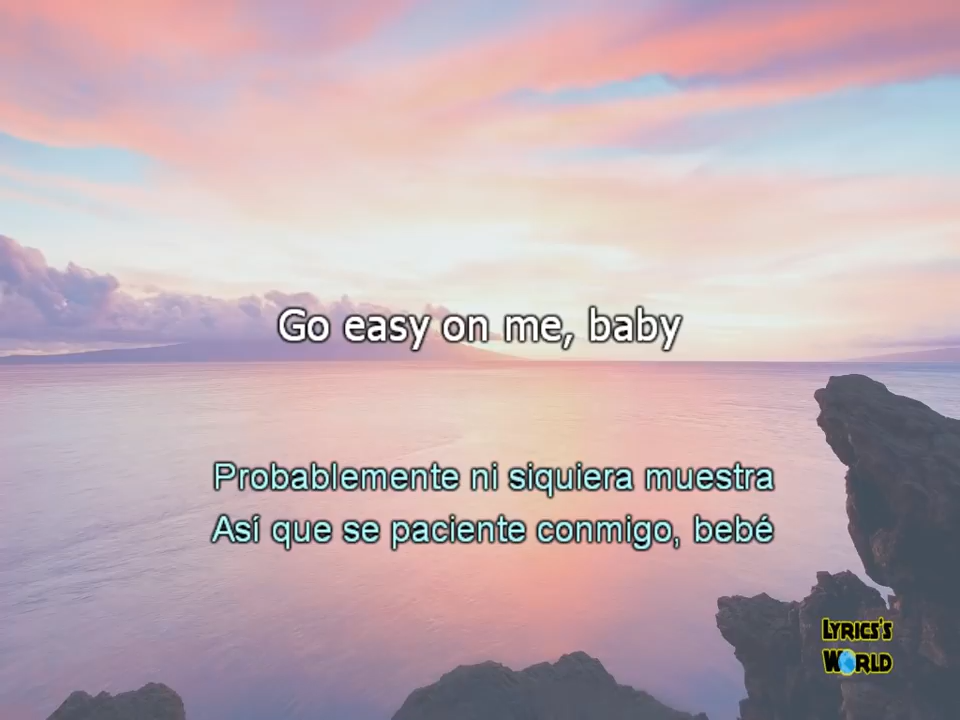 Go easy on me, baby
Probablemente ni siquiera muestra
Así que se paciente conmigo, bebé
LYRICS'S
WORLD